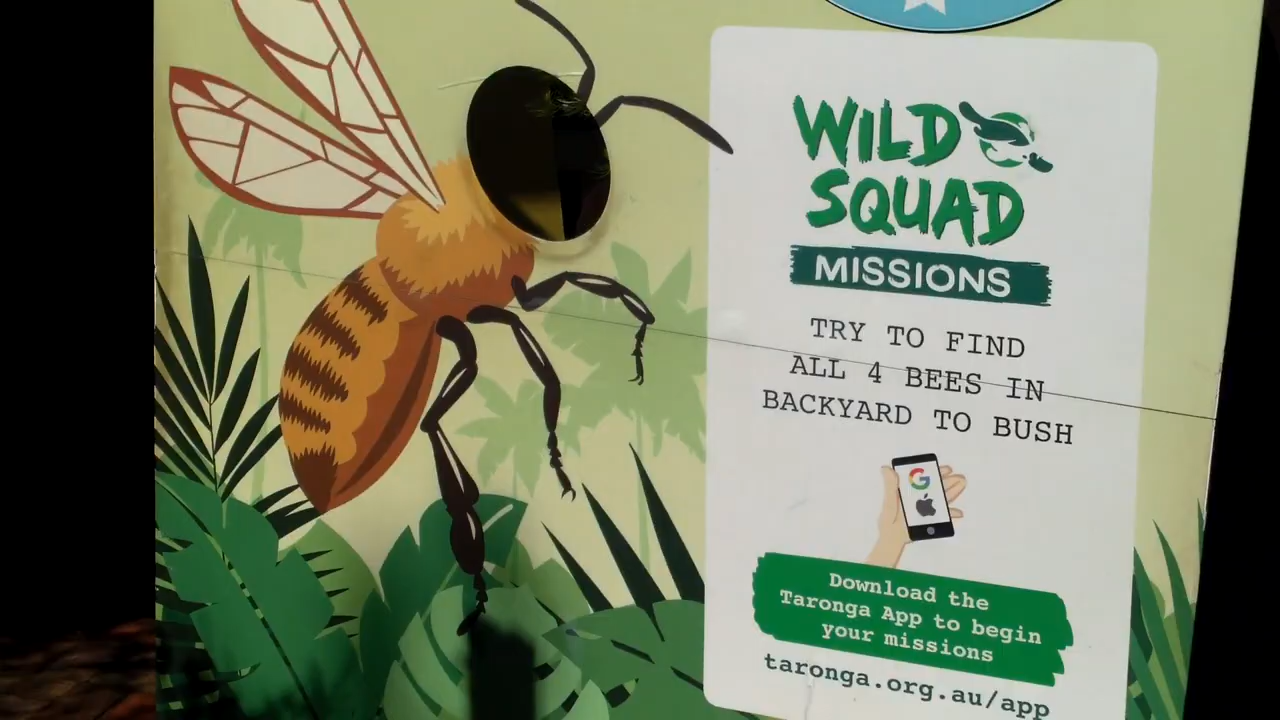 WILD
SQUAD
MISSIONS
TRY TO FIND
ALL 4 BEES IN
BACKYARD TO BUSH
G
Download the
Taronga App to begin
your missions
taronga.org.au/app